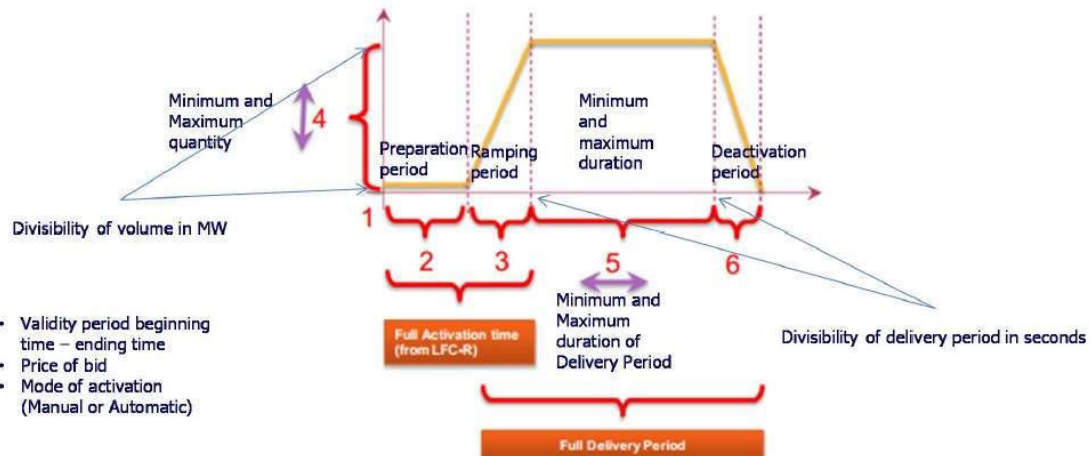 Minimum and
Maximum
quantity
4
Preparation
period
Ramping
period
Minimum
and
maximum
duration
Deactivation
period
1
Divisibility of volume in MW
2
3
5
6
Minimum and
Maximum
duration of
Delivery Period
Divisibility of delivery period in seconds
• Validity period beginning
time – ending time
• Price of bid
• Mode of activation
(Manual or Automatic)
Full Activation time
(from LFC-R)
Full Delivery Period